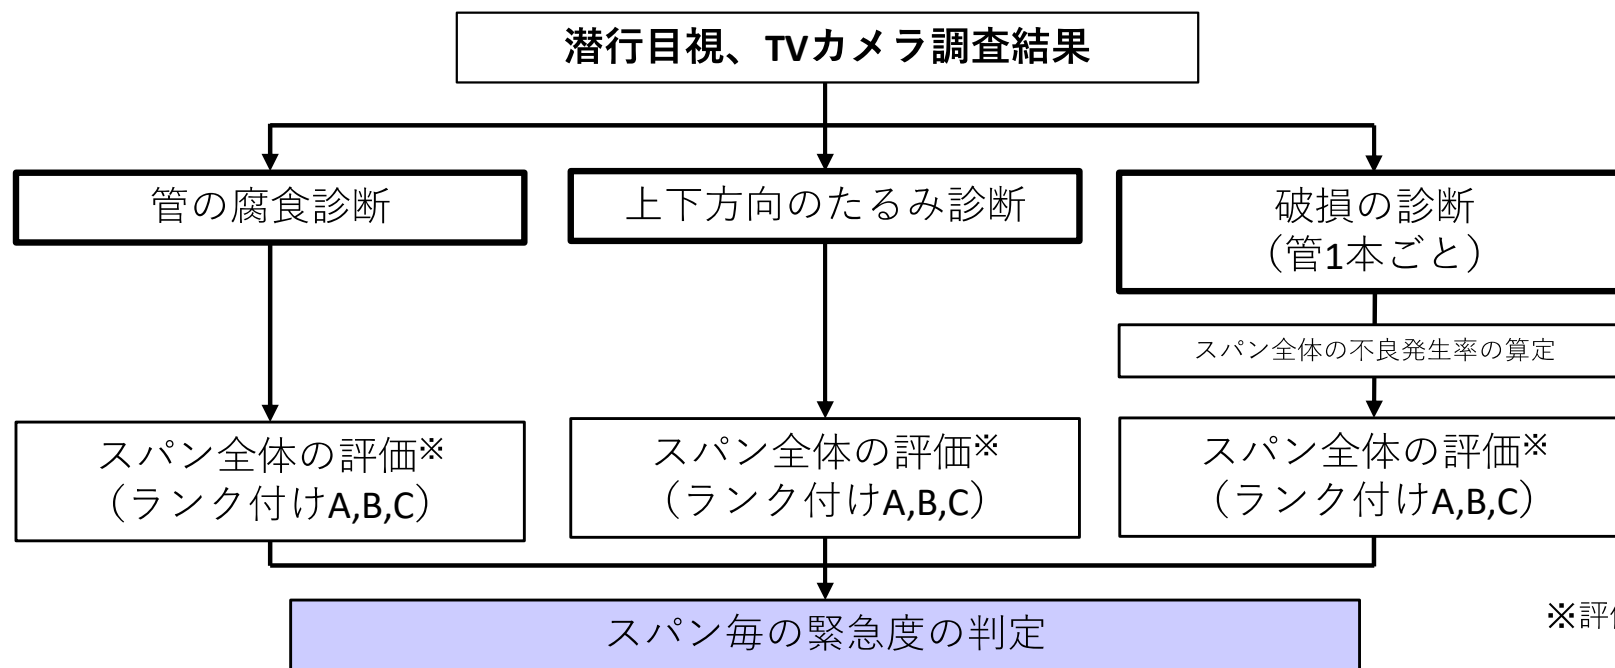 潜行目視、TVカメラ調査結果
管の腐食診断
上下方向のたるみ診断
破損の診断
（管1本ごと）
スパン全体の不良発生率の算定
スパン全体の評価※
（ランク付けA,B,C）
スパン全体の評価※
（ランク付けA,B,C）
スパン全体の評価※
（ランク付けA,B,C）
スパン毎の緊急度の判定
※評価